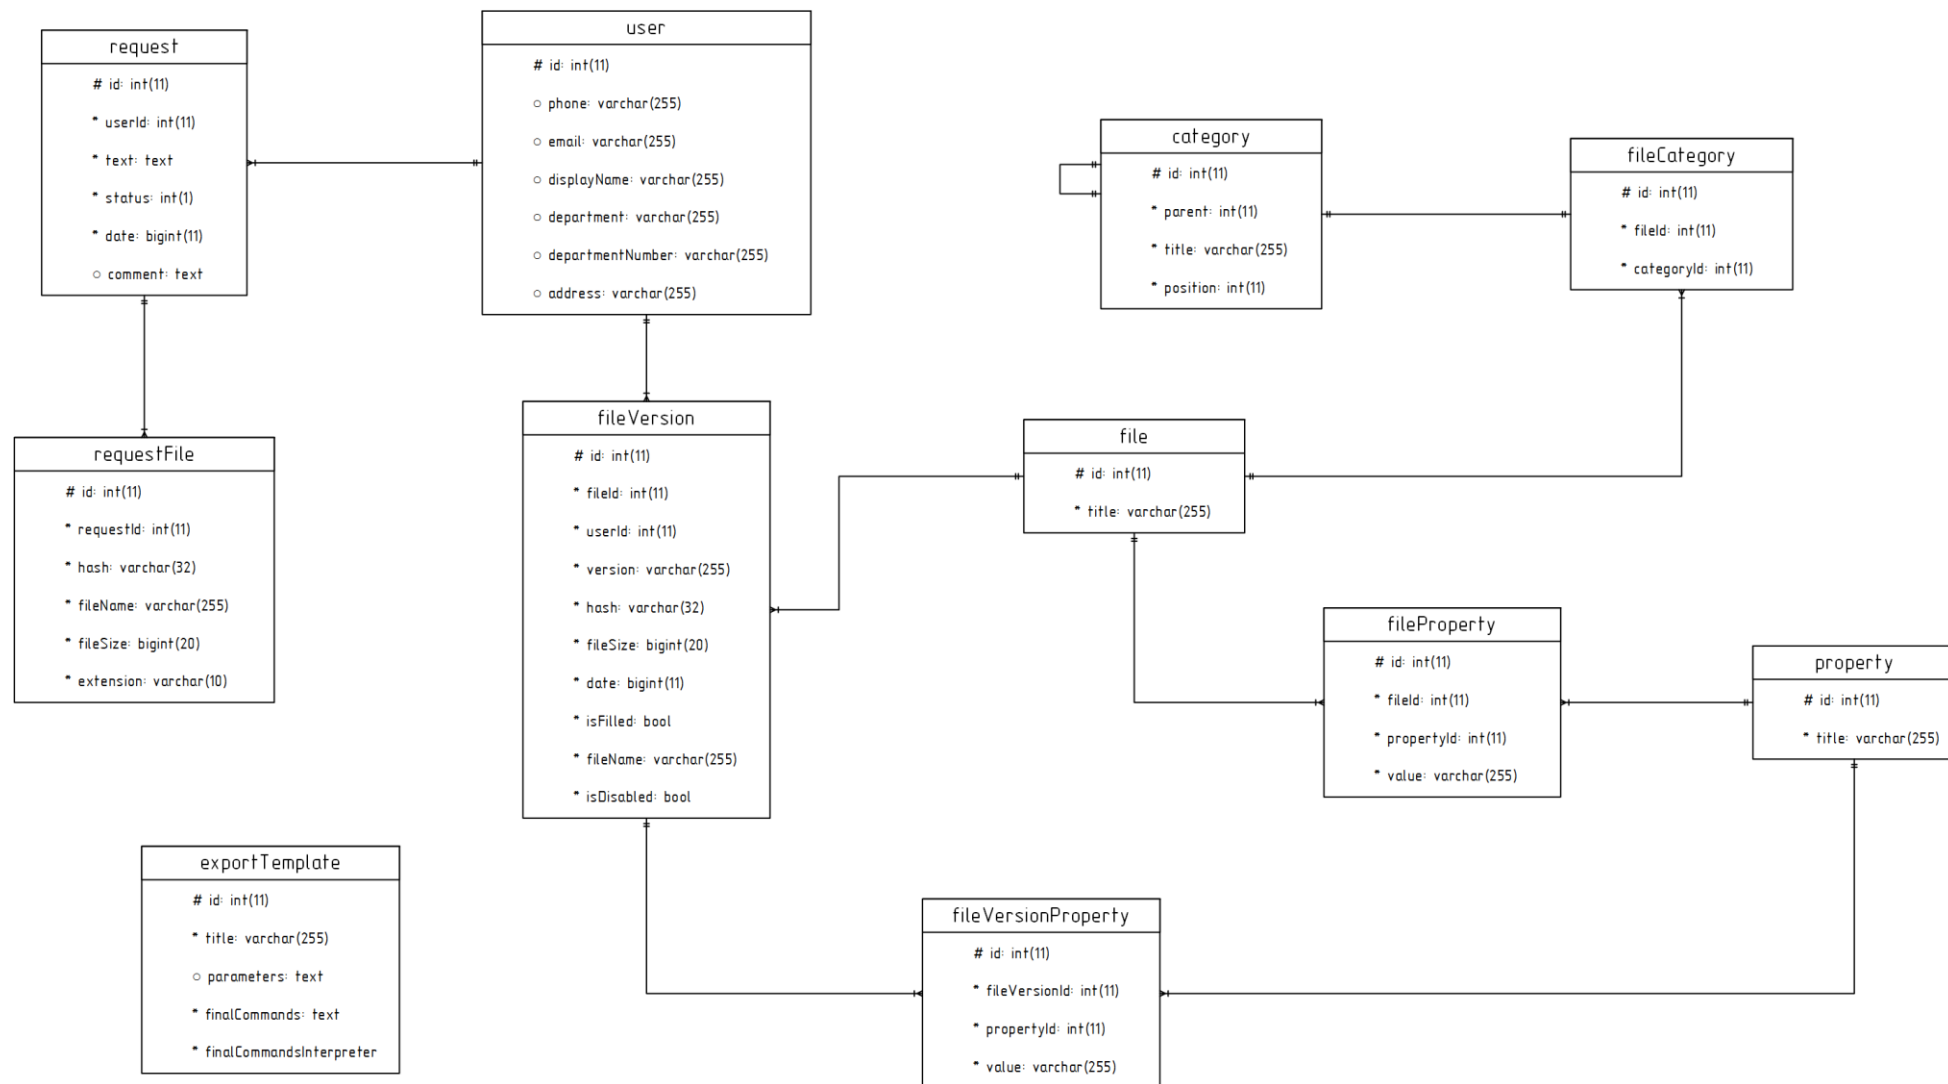 request
# id: int(11)
* userId: int(11)
* text: text
* status: int(1)
* date: bigint(11)
○ comment: text
user
# id: int(11)
○ phone: varchar(255)
○ email: varchar(255)
○ displayName: varchar(255)
○ department: varchar(255)
○ departmentNumber: varchar(255)
○ address: varchar(255)
category
# id: int(11)
* parent: int(11)
* title: varchar(255)
* position: int(11)
fileCategory
# id: int(11)
* fileId: int(11)
* categoryId: int(11)
requestFile
# id: int(11)
* requestId: int(11)
* hash: varchar(32)
* fileName: varchar(255)
* fileSize: bigint(20)
* extension: varchar(10)
fileVersion
# id: int(11)
* fileId: int(11)
* userId: int(11)
* version: varchar(255)
* hash: varchar(32)
* fileSize: bigint(20)
* date: bigint(11)
* isFilled: bool
* fileName: varchar(255)
* isDisabled: bool
file
# id: int(11)
* title: varchar(255)
fileProperty
# id: int(11)
* fileId: int(11)
* propertyId: int(11)
* value: varchar(255)
property
# id: int(11)
* title: varchar(255)
exportTemplate
# id: int(11)
* title: varchar(255)
○ parameters: text
* finalCommands: text
* finalCommandsInterpreter
fileVersionProperty
# id: int(11)
* fileVersionId: int(11)
* propertyId: int(11)
* value: varchar(255)